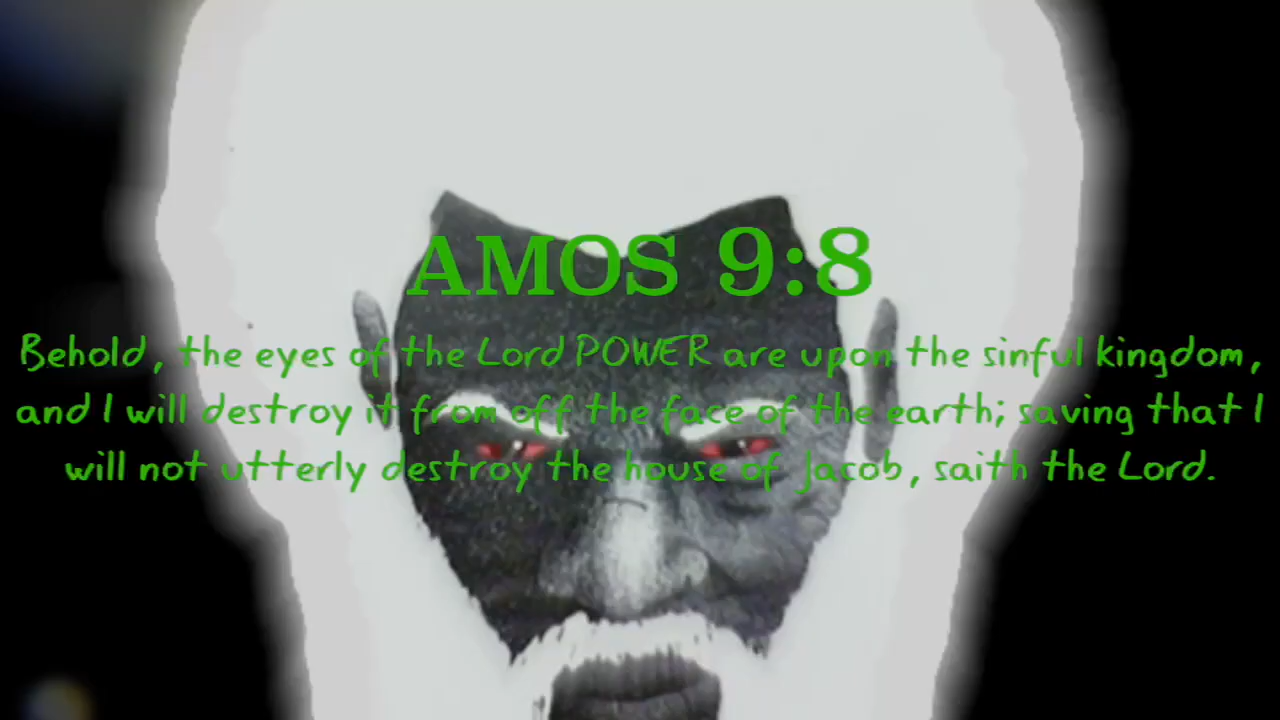 AMOS 9:8
Behold, the eyes of the Lord POWER are upon the sinful kingdom,
and I will destroy it from off the face of the earth; saving that I
will not utterly destroy the house of Jacob, saith the Lord.